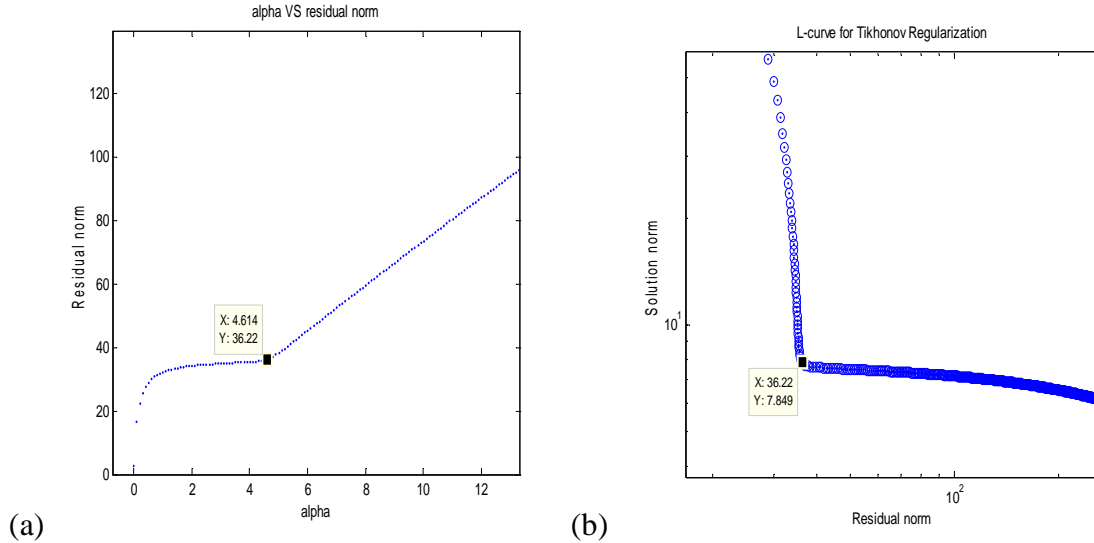 alpha VS residual norm
120
100
80
60
40
20
0
Residual norm
X: 4.614
Y: 36.22
0 2 4 6 8 10 12
alpha
(a)
L-curve for Tikhonov Regularization
10^1
Solution norm
X: 36.22
Y: 7.849
10^2
Residual norm
(b)